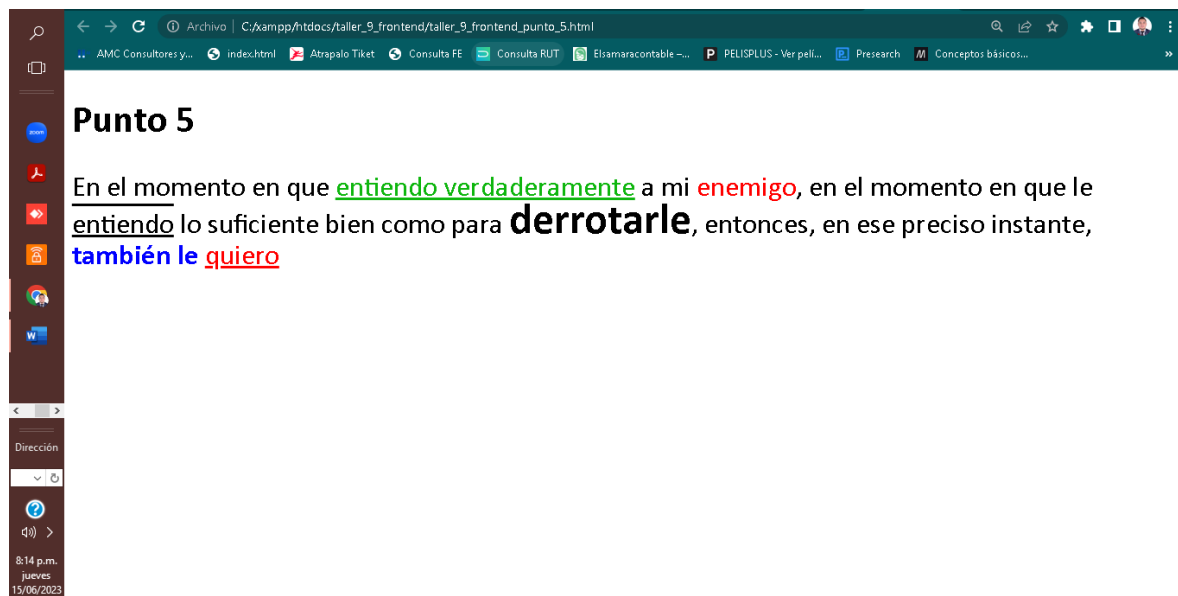 Archivo | C:/xampp/htdocs/taller_9_frontend/taller_9_frontend_punto_5.html
AMC Consultores y... index.html Atrapalo Tiket Consulta FE Consulta RUT Elsamaracontable –... PELISPLUS - Ver pelí... Presearch Conceptos básicos... »
Punto 5
En el momento en que entiendo verdaderamente a mi enemigo, en el momento en que le
entiendo lo suficiente bien como para derrotarle, entonces, en ese preciso instante,
también le quiero
zoom
W
Dirección
8:14 p.m.
jueves
15/06/2023